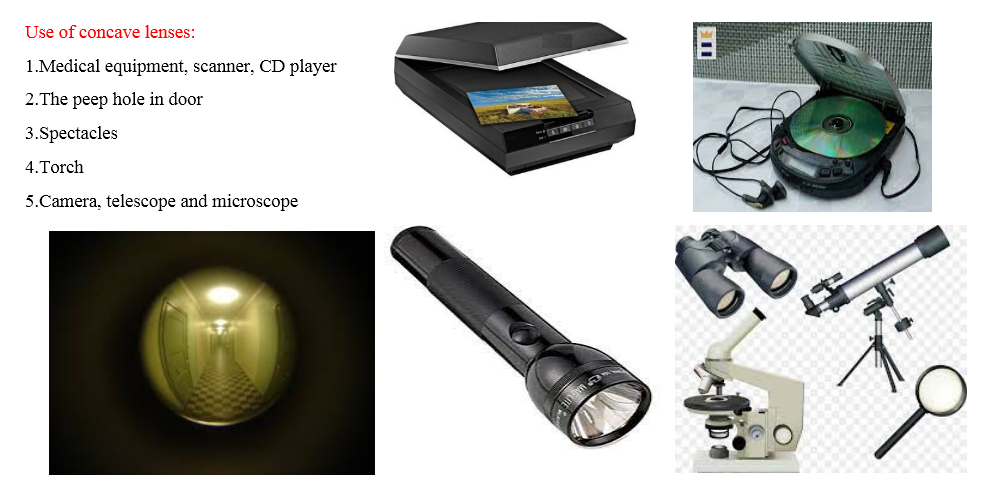 Use of concave lenses:
1.Medical equipment, scanner, CD player
2.The peep hole in door
3.Spectacles
4.Torch
5.Camera, telescope and microscope
MAGLITE